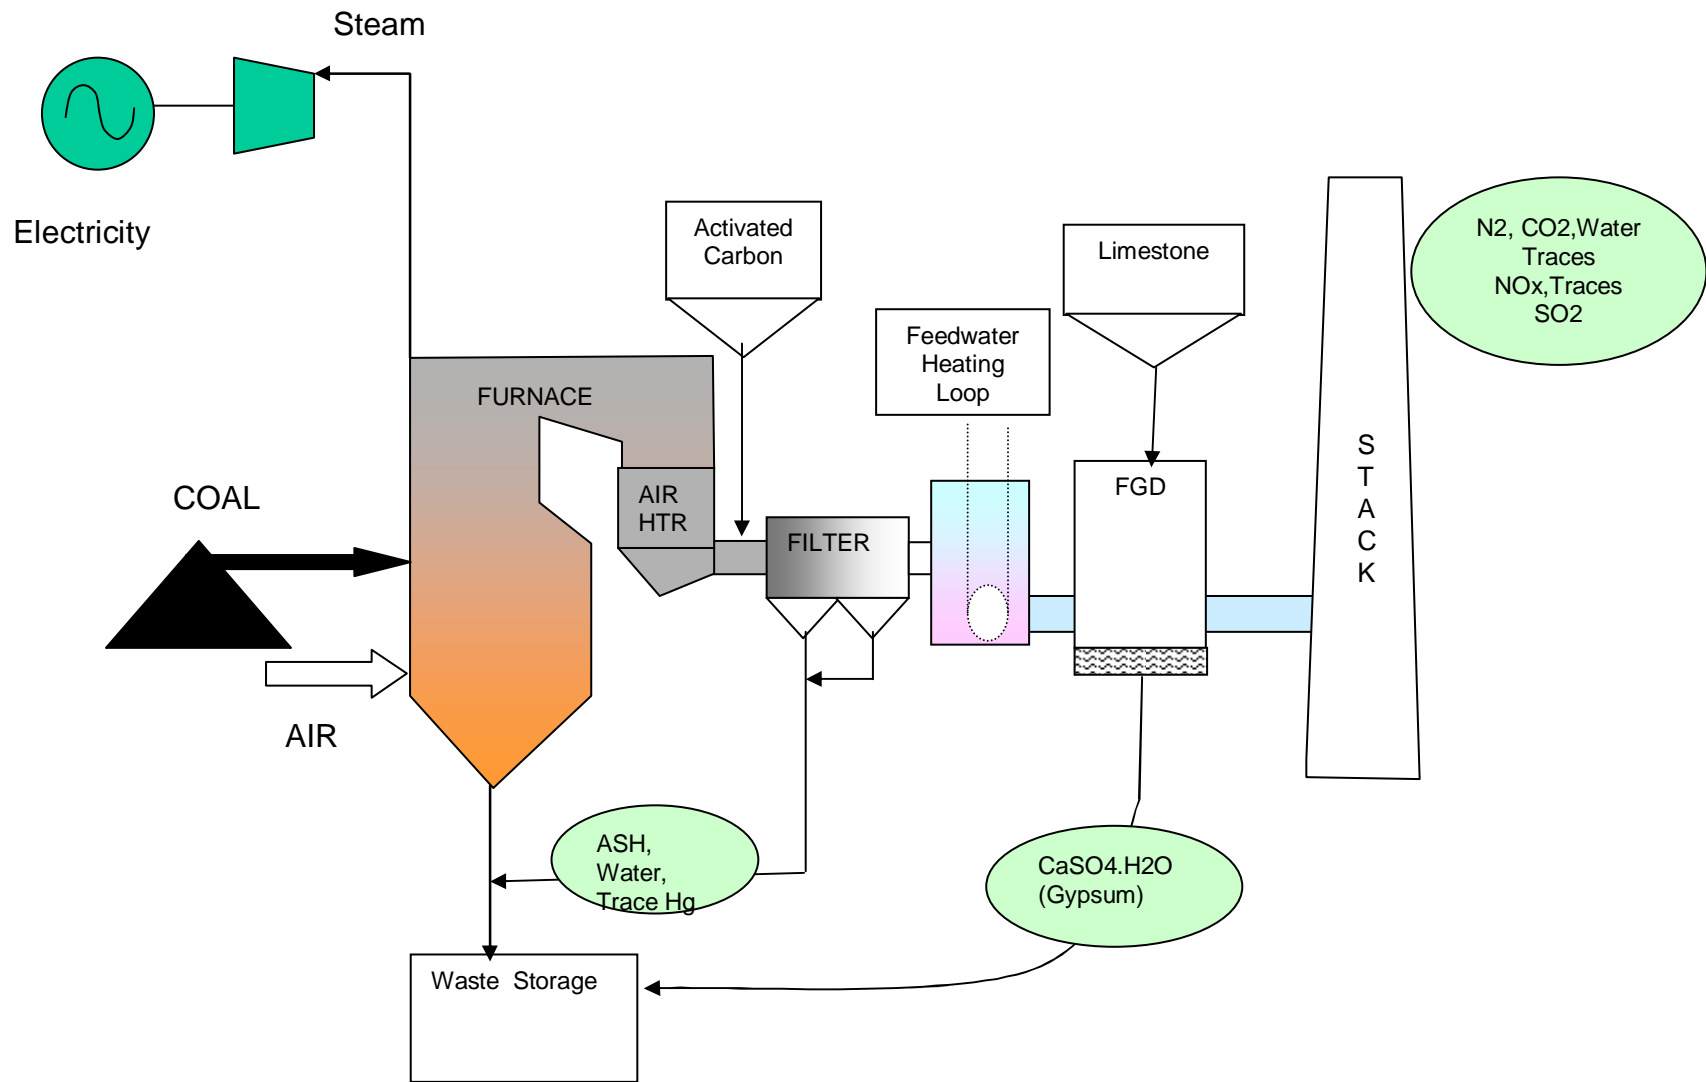 Steam
Electricity
Activated
Carbon
Limestone
N2, CO2,Water
Traces
NOx,Traces
SO2
Feedwater
Heating
Loop
FURNACE
COAL
AIR
HTR
FILTER
FGD
S
T
A
C
K
AIR
ASH,
Water,
Trace Hg
CaSO4.H2O
(Gypsum)
Waste  Storage